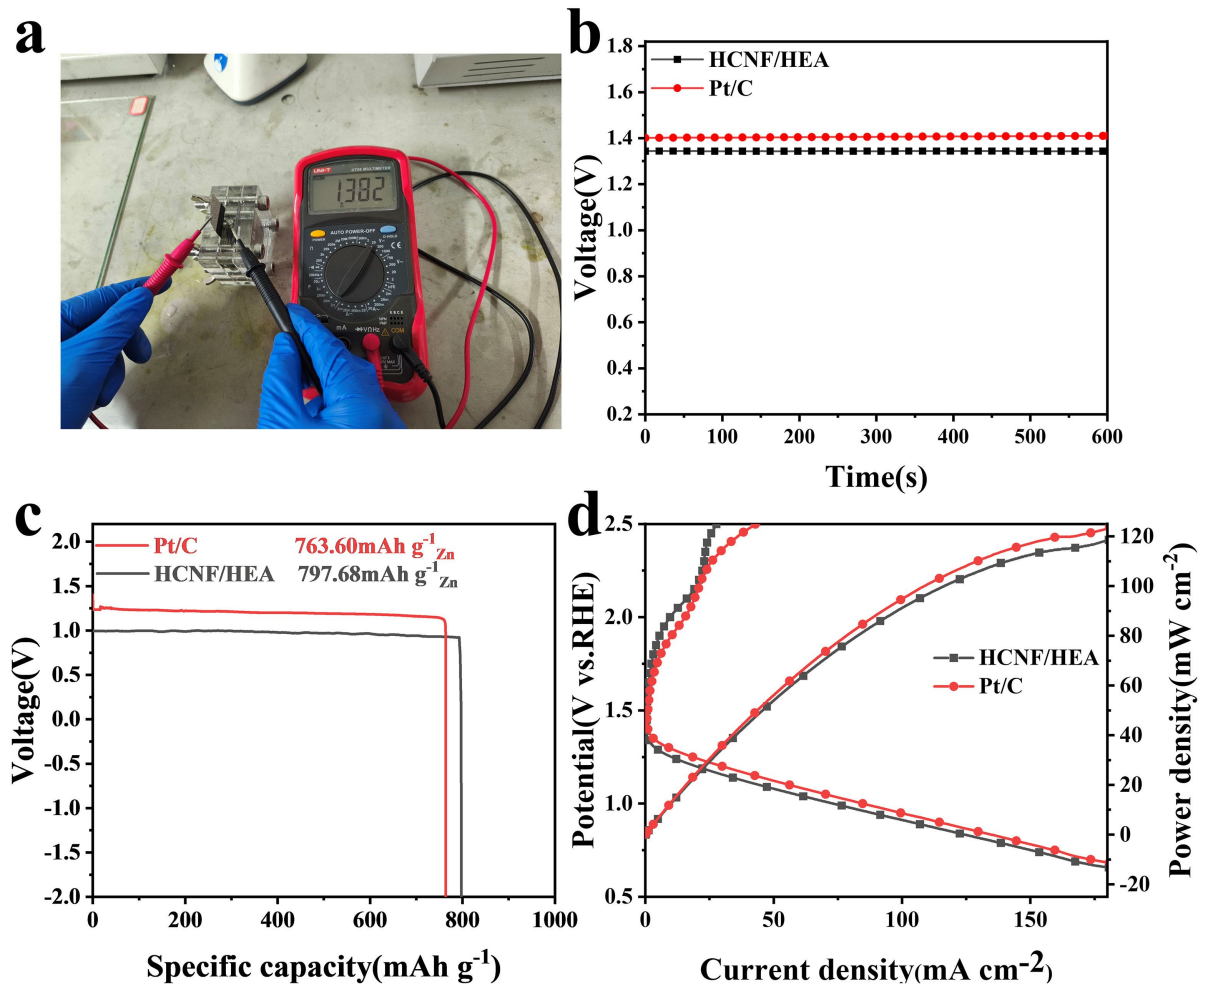 a
UNI-T
1.382
AUTO POWER-OFF
POWER
D-HOLD
mA
COM
b
HCNF/HEA
Pt/C
Voltage(V)
1.8
1.6
1.4
1.2
1.0
0.8
0.6
0.4
0.2
0 100 200 300 400 500 600
Time(s)
c
Pt/C 763.60mAh g⁻¹Zn
HCNF/HEA 797.68mAh g⁻¹Zn
Voltage(V)
2.0
1.5
1.0
0.5
0.0
-0.5
-1.0
-1.5
-2.0
0 200 400 600 800 1000
Specific capacity(mAh g⁻¹)
d
HCNF/HEA
Pt/C
Potential(V vs.RHE)
2.5
2.0
1.5
1.0
0.5
120
100
80
60
40
20
0
-20
Power density(mW cm⁻²)
0 50 100 150
Current density(mA cm⁻²)